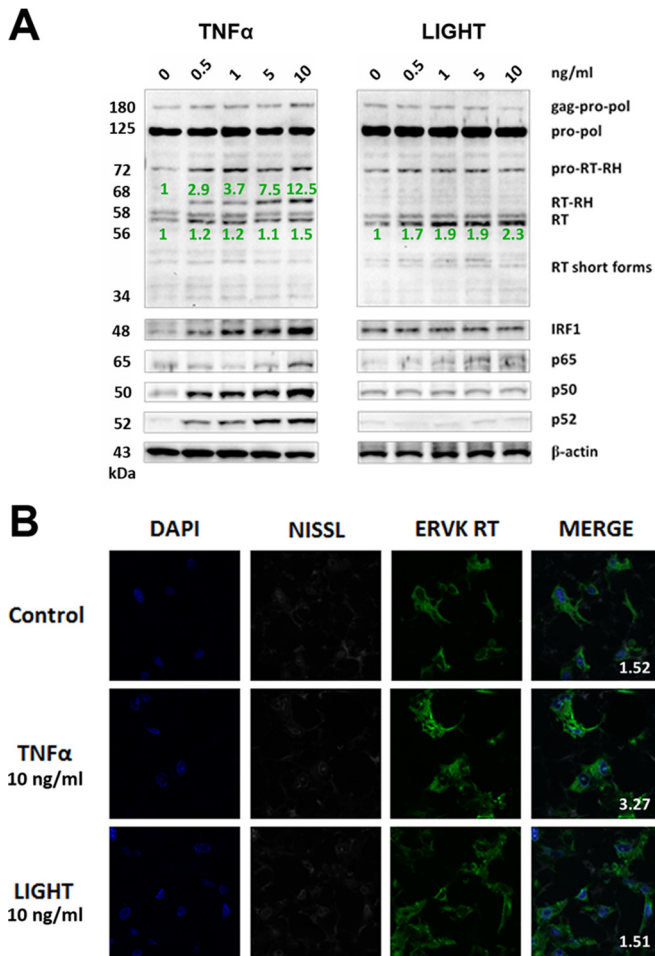 A
TNFα LIGHT
0 0.5 1 5 10 0 0.5 1 5 10 ng/ml
180 gag-pro-pol
125 pro-pol
72 pro-RT-RH
68 1 2.9 3.7 7.5 12.5 RT-RH
58 RT
56 1 1.2 1.2 1.1 1.5 1 1.7 1.9 1.9 2.3
RT short forms
34
48 IRF1
65 p65
50 p50
52 p52
43 β-actin
kDa
B
DAPI NISSL ERVK RT MERGE
Control
1.52
TNFα
10 ng/ml
3.27
LIGHT
10 ng/ml
1.51